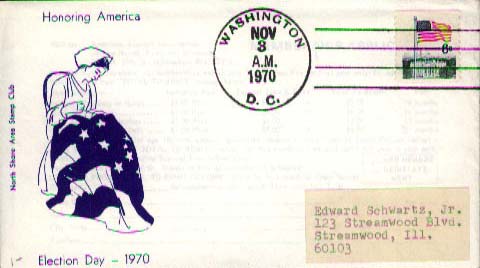 Honoring America
WASHINGTON
NOV
3
A.M.
1970
D. C.
6c
North Shore Area Stamp Club
Edward Schwartz, Jr.
123 Streamwood Blvd.
Streamwood, Ill.
60103
Election Day - 1970